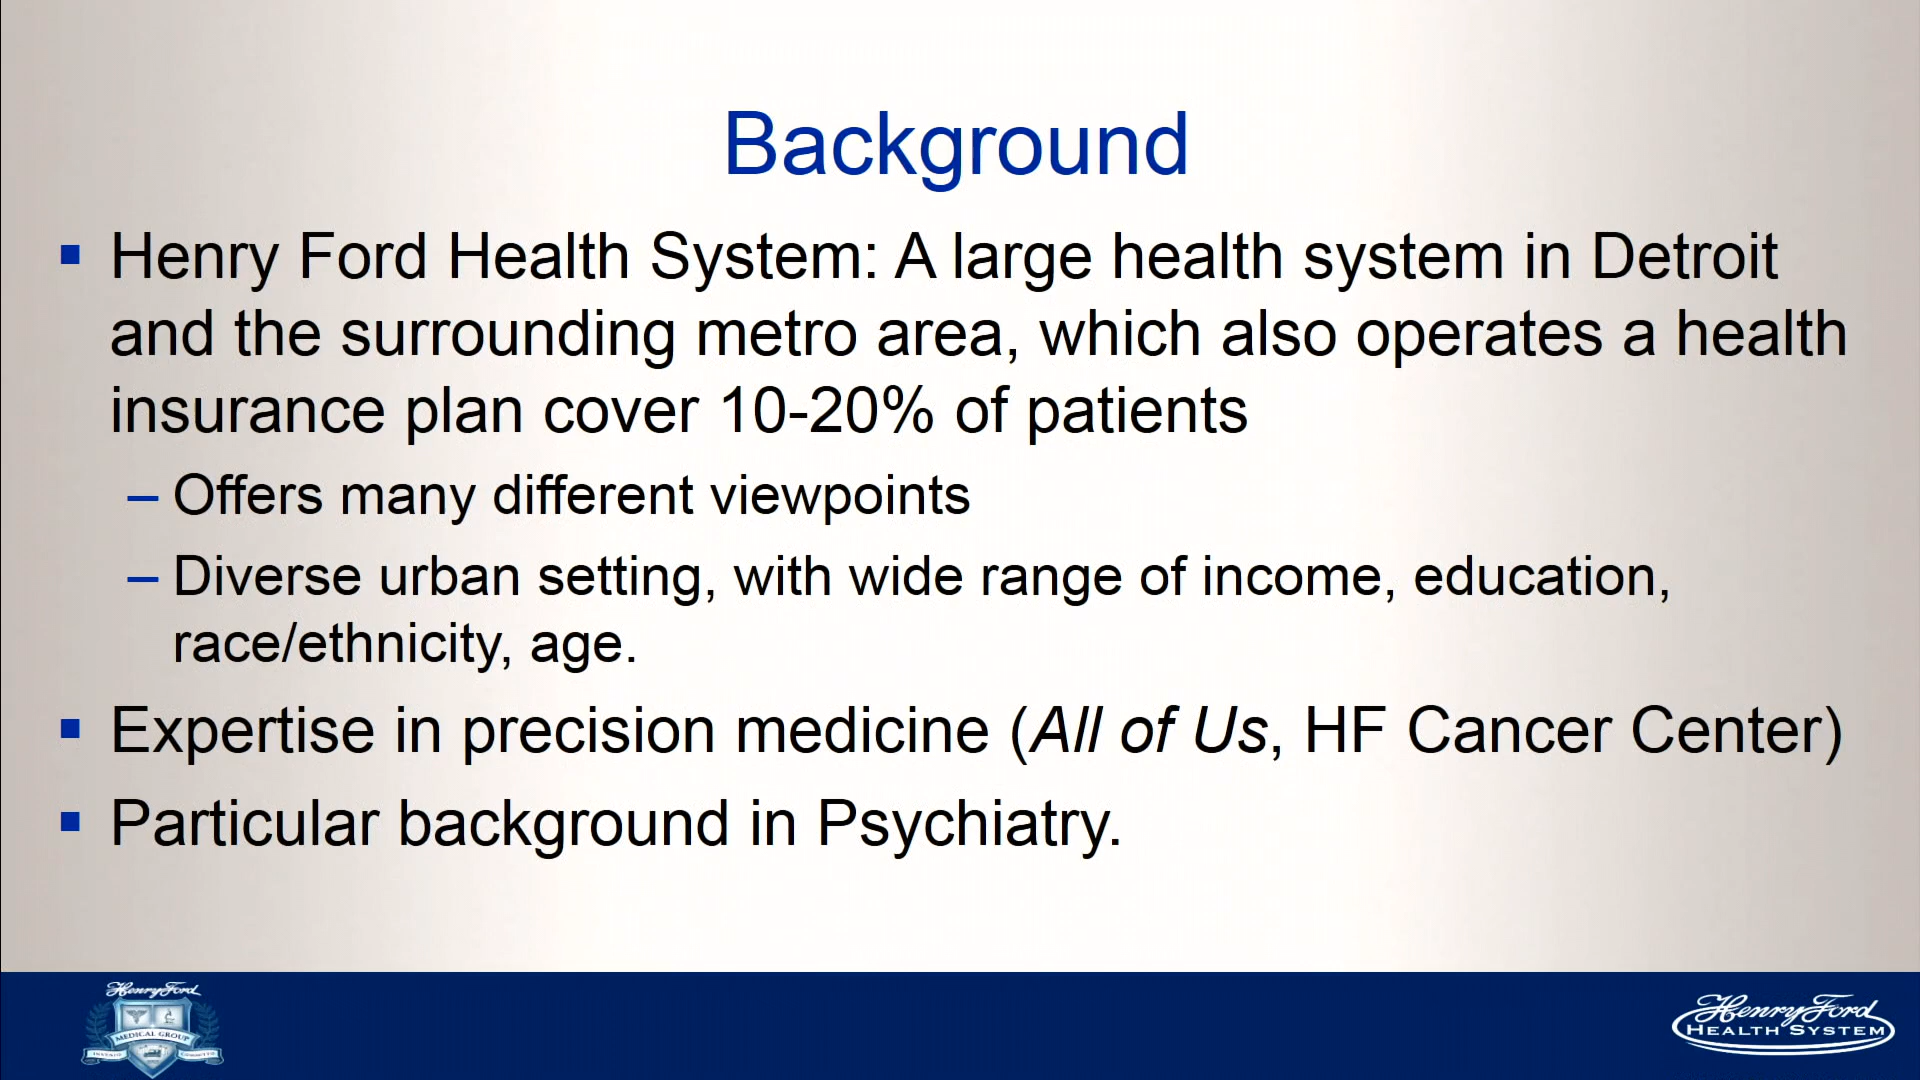 Background
▪ Henry Ford Health System: A large health system in Detroit
and the surrounding metro area, which also operates a health
insurance plan cover 10-20% of patients
– Offers many different viewpoints
– Diverse urban setting, with wide range of income, education,
race/ethnicity, age.
▪ Expertise in precision medicine (All of Us, HF Cancer Center)
▪ Particular background in Psychiatry.
Henry Ford
MEDICAL GROUP
Henry Ford
HEALTH SYSTEM